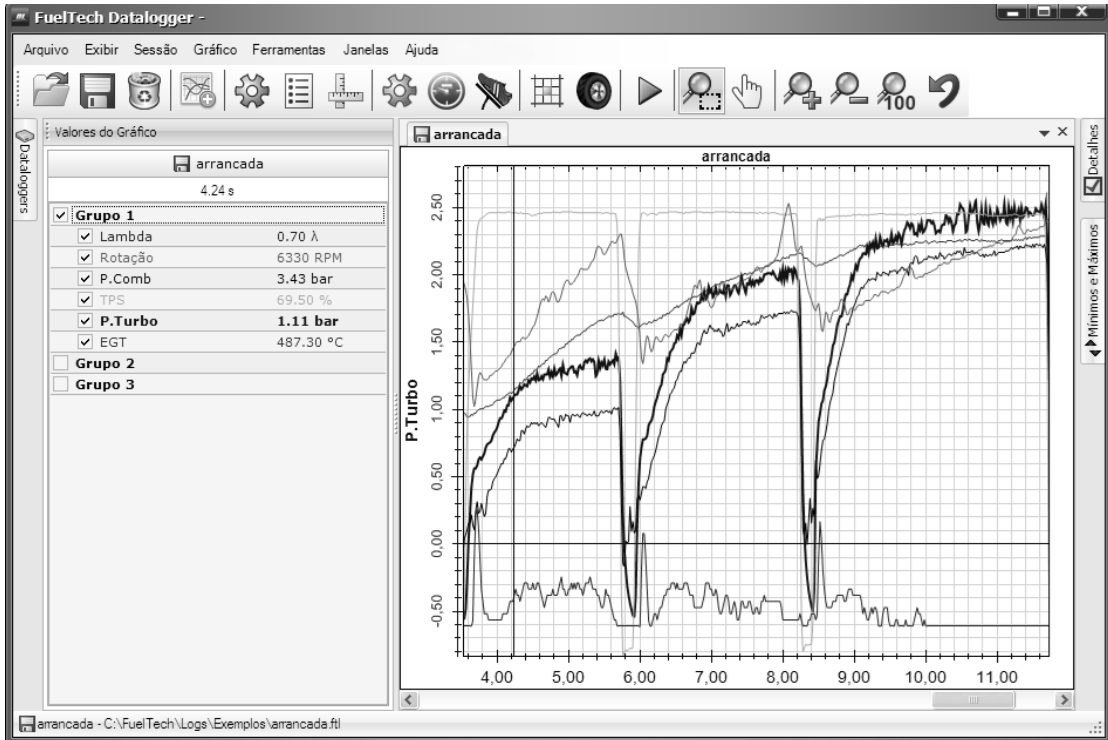 FuelTech Datalogger -
Arquivo Exibir Sessão Gráfico Ferramentas Janelas Ajuda
100
Dataloggers
Valores do Gráfico
arrancada
4.24 s
Grupo 1
Lambda 0.70 λ
Rotação 6330 RPM
P.Comb 3.43 bar
TPS 69.50 %
P.Turbo 1.11 bar
EGT 487.30 °C
Grupo 2
Grupo 3
arrancada
arrancada
P.Turbo
2,50
2,00
1,50
1,00
0,50
0,00
-0,50
4,00 5,00 6,00 7,00 8,00 9,00 10,00 11,00
Detalhes
Mínimos e Máximos
arrancada - C:\FuelTech\Logs\Exemplos\arrancada.ftl